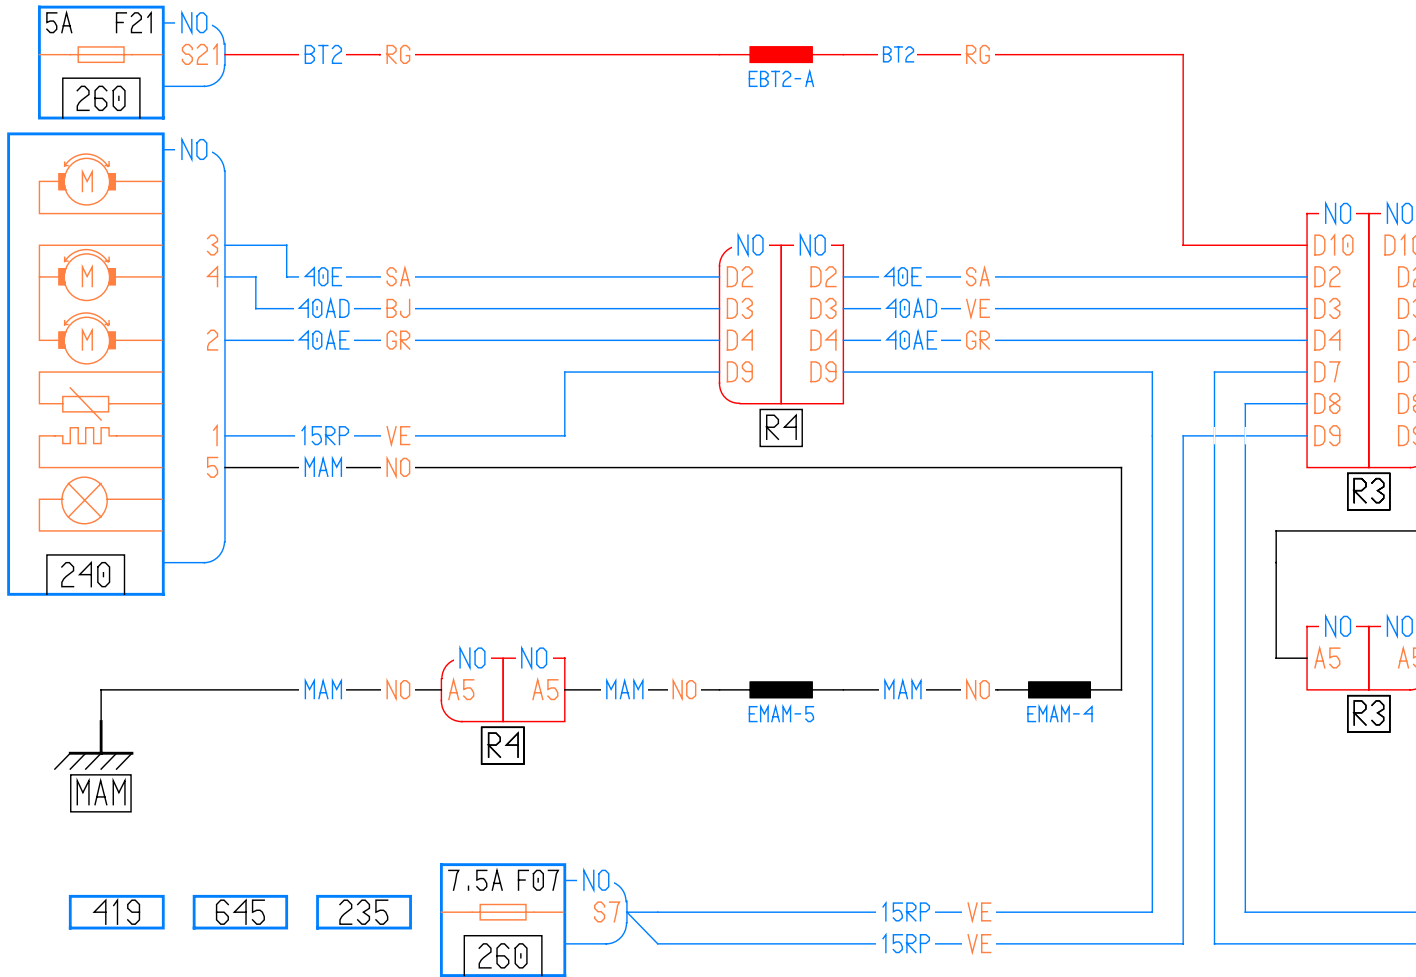 5A F21 NO
S21 BT2 RG BT2 RG
EBT2-A
260
NO
M
NO NO
3 NO NO D10 D10
M 4 40E SA D2 D2 40E SA D2
40AD BJ D3 D3 40AD VE D3
M 2 40AE GR D4 D4 40AE GR D4
D9 D9 D7
D8
1 15RP VE R4 D9
5 MAM NO
R3
240
NO NO
NO NO A5
MAM NO A5 A5 MAM NO MAM NO
EMAM-5 EMAM-4
R4 R3
MAM
7.5A F07 NO
419 645 235 S7 15RP VE
15RP VE
260